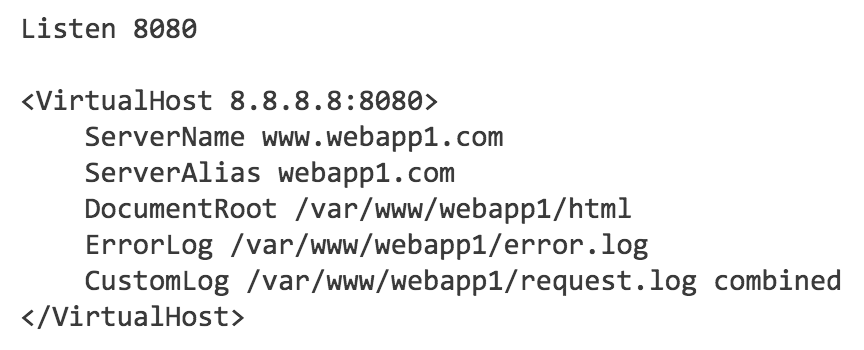 Listen 8080

<VirtualHost 8.8.8.8:8080>
    ServerName www.webapp1.com
    ServerAlias webapp1.com
    DocumentRoot /var/www/webapp1/html
    ErrorLog /var/www/webapp1/error.log
    CustomLog /var/www/webapp1/request.log combined
</VirtualHost>